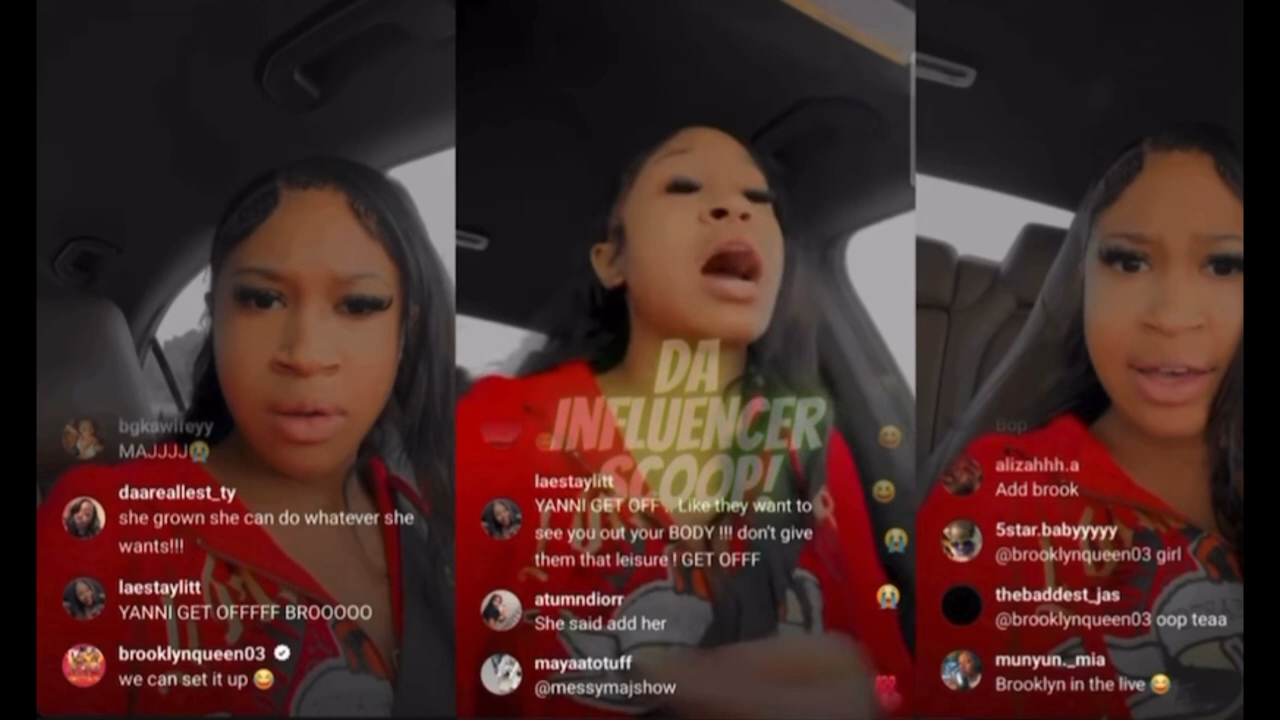 bgkswifeyy
MAJJJJ😭
daareallest_ty
she grown she can do whatever she
wants!!!
laestaylitt
YANNI GET OFFFFF BROOOOO
brooklynqueen03
we can set it up 😂
DA
INFLUENCER
SCOOP!
laestaylitt
YANNI GET OFF .. Like they want to
see you out your BODY !!! don't give
them that leisure ! GET OFFF
atumndiorr
She said add her
mayaatotuff
@messymajshow
Bop
alizahhh.a
Add brook
5star.babyyyyy
@brooklynqueen03 girl
thebaddest_jas
@brooklynqueen03 oop teaa
munyun._mia
Brooklyn in the live 😂